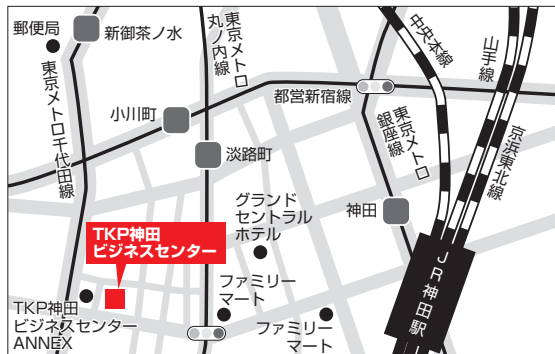 郵便局
新御茶ノ水
東京メトロ
丸ノ内線
中央本線
山手線
東京メトロ千代田線
小川町
都営新宿線
東京メトロ
銀座線
京浜東北線
淡路町
グランド
セントラル
ホテル
神田
TKP神田
ビジネスセンター
JR神田駅
ファミリー
マート
TKP神田
ビジネスセンター
ANNEX
ファミリー
マート